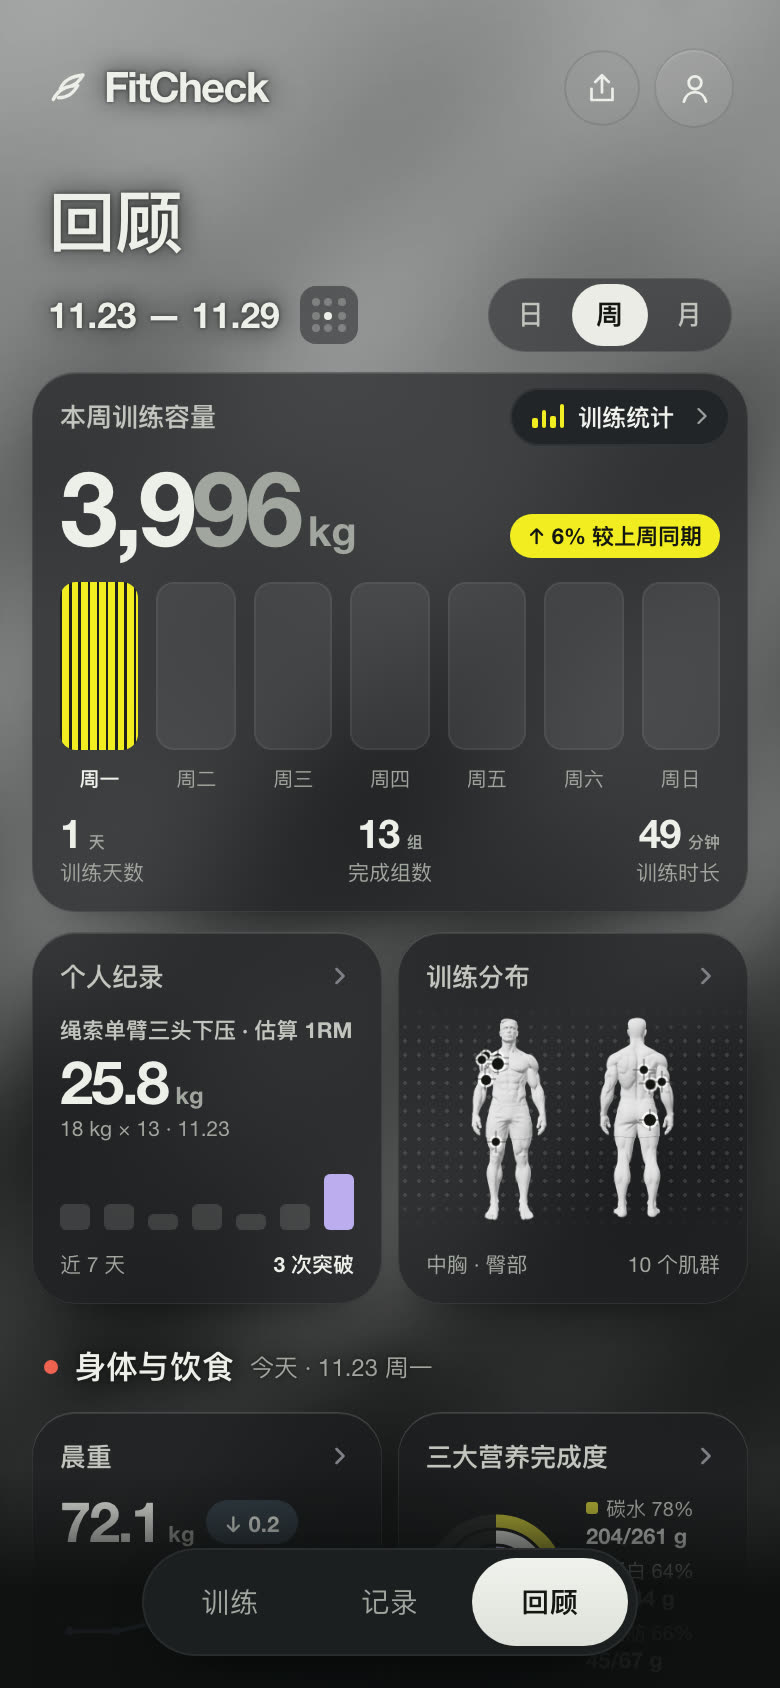 FitCheck
回顾
11.23 — 11.29
日 周 月
本周训练容量
训练统计
3,996 kg
↑ 6% 较上周同期
周一 周二 周三 周四 周五 周六 周日
1 天 13 组 49 分钟
训练天数 完成组数 训练时长
个人纪录
绳索单臂三头下压 · 估算 1RM
25.8 kg
18 kg × 13 · 11.23
近 7 天 3 次突破
训练分布
中胸 · 臀部 10 个肌群
身体与饮食 今天 · 11.23 周一
晨重
72.1 kg ↓ 0.2
三大营养完成度
碳水 78%
204/261 g
白 64%
4 g
66%
45/67 g
训练 记录 回顾